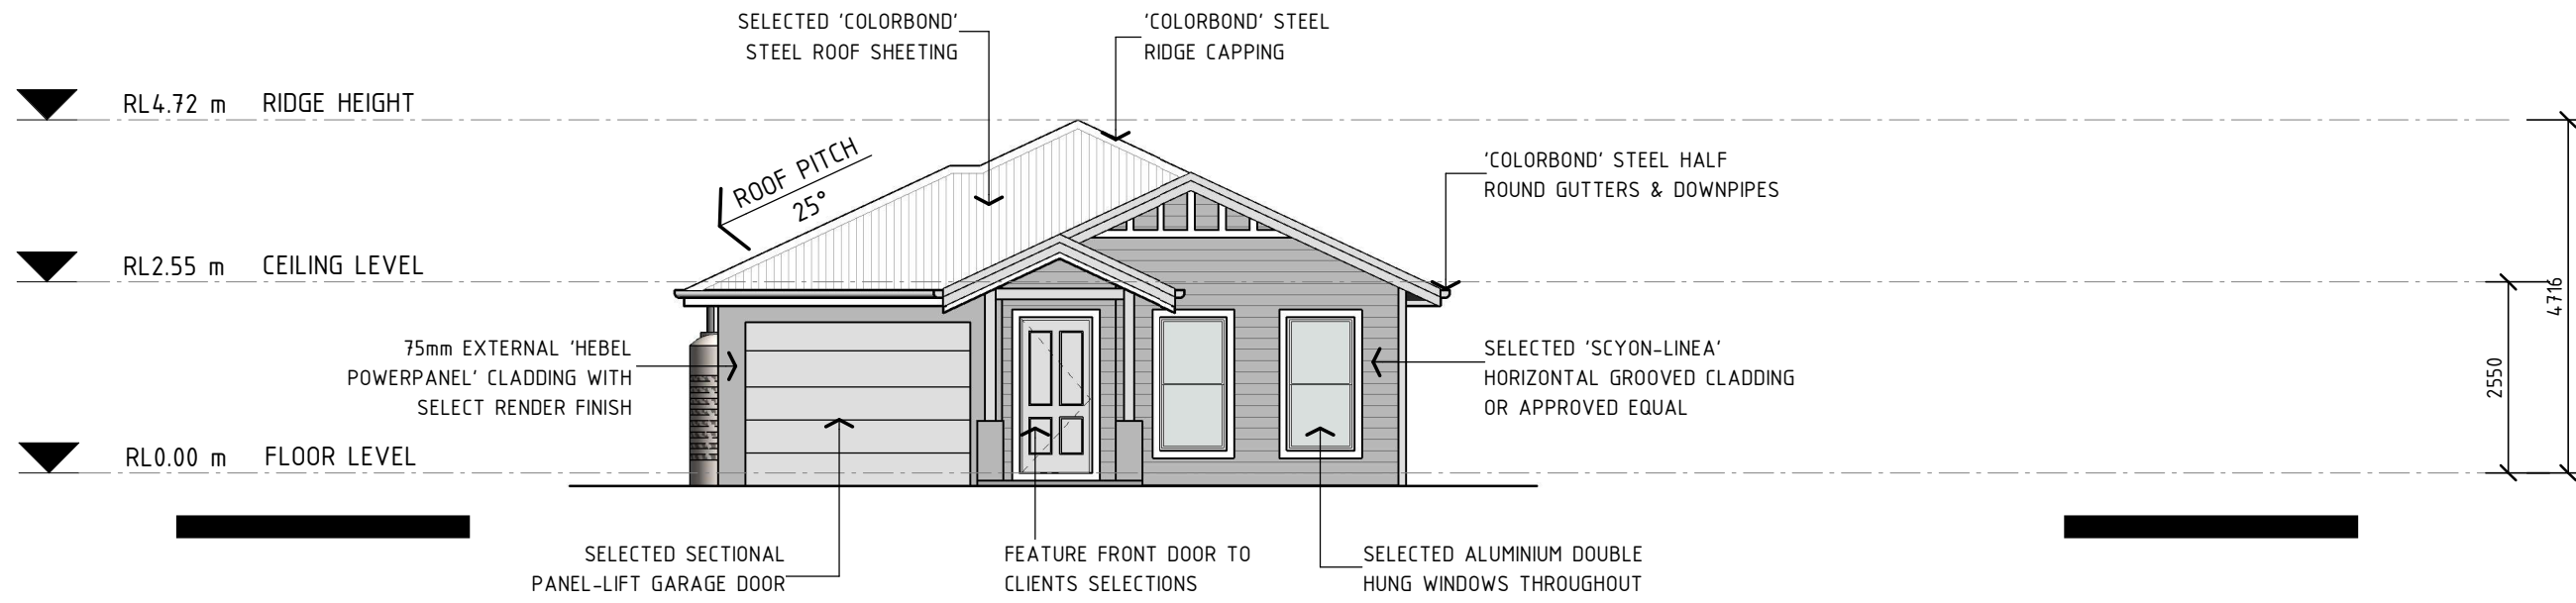 SELECTED 'COLORBOND'
STEEL ROOF SHEETING
'COLORBOND' STEEL
RIDGE CAPPING
RL4.72 m RIDGE HEIGHT
ROOF PITCH
25°
'COLORBOND' STEEL HALF
ROUND GUTTERS & DOWNPIPES
RL2.55 m CEILING LEVEL
4716
75mm EXTERNAL 'HEBEL
POWERPANEL' CLADDING WITH
SELECT RENDER FINISH
SELECTED 'SCYON-LINEA'
HORIZONTAL GROOVED CLADDING
OR APPROVED EQUAL
2550
RL0.00 m FLOOR LEVEL
SELECTED SECTIONAL
PANEL-LIFT GARAGE DOOR
FEATURE FRONT DOOR TO
CLIENTS SELECTIONS
SELECTED ALUMINIUM DOUBLE
HUNG WINDOWS THROUGHOUT